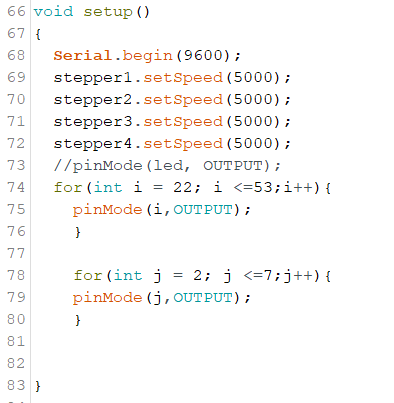 66 void setup()
67 {
68   Serial.begin(9600);
69   stepper1.setSpeed(5000);
70   stepper2.setSpeed(5000);
71   stepper3.setSpeed(5000);
72   stepper4.setSpeed(5000);
73   //pinMode(led, OUTPUT);
74   for(int i = 22; i <=53;i++){
75     pinMode(i,OUTPUT);
76     }
77
78     for(int j = 2; j <=7;j++){
79     pinMode(j,OUTPUT);
80     }
81
82
83 }